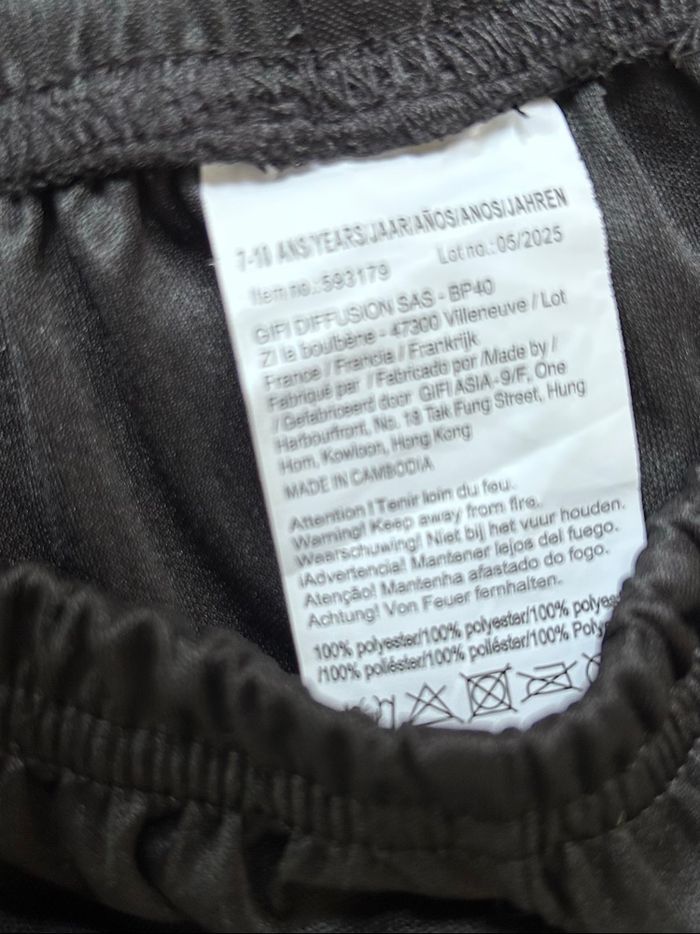 7-10 ANS/YEARS/JAAR/AÑOS/ANOS/JAHREN
Item no.: 593179 Lot no.: 05/2025
GIFI DIFFUSION SAS - BP40
ZI la boulbène - 47300 Villeneuve / Lot
France / Francia / Frankrijk
Fabriqué par / Fabricado por /Made by /
/ Gefabriceerd door GIFI ASIA - 9/F, One
Harbourfront, No. 18 Tak Fung Street, Hung
Hom, Kowloon, Hong Kong
MADE IN CAMBODIA
Attention ! Tenir loin du feu.
Warning! Keep away from fire.
Waarschuwing! Niet bij het vuur houden.
¡Advertencia! Mantener lejos del fuego.
Atenção! Mantenha afastado do fogo.
Achtung! Von Feuer fernhalten.
100% polyester/100% polyester/100% polyes
/100% poliéster/100% poliéster/100% Poly